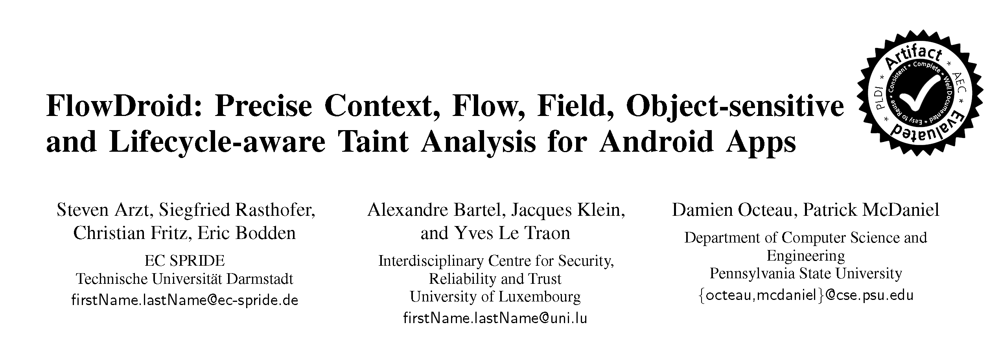 FlowDroid: Precise Context, Flow, Field, Object-sensitive
and Lifecycle-aware Taint Analysis for Android Apps
Artifact * AEC * Evaluated * PLDI *
Consistent * Complete * Well Documented * Easy to Reuse *
Steven Arzt, Siegfried Rasthofer,
Christian Fritz, Eric Bodden
EC SPRIDE
Technische Universität Darmstadt
firstName.lastName@ec-spride.de
Alexandre Bartel, Jacques Klein,
and Yves Le Traon
Interdisciplinary Centre for Security,
Reliability and Trust
University of Luxembourg
firstName.lastName@uni.lu
Damien Octeau, Patrick McDaniel
Department of Computer Science and
Engineering
Pennsylvania State University
{octeau,mcdaniel}@cse.psu.edu